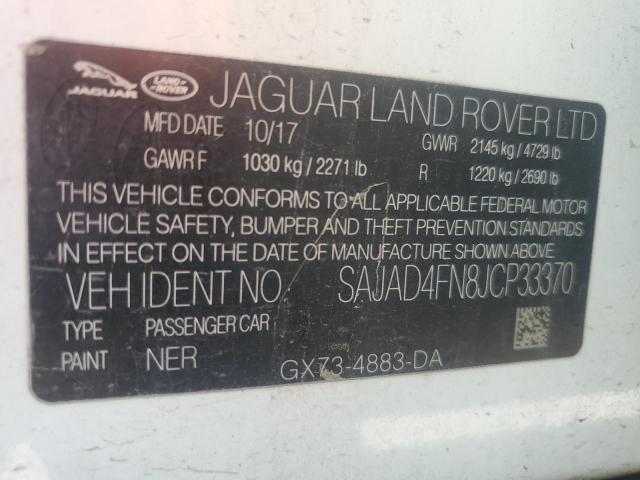 JAGUAR LAND ROVER JAGUAR LAND ROVER LTD
MFD DATE 10/17 GVWR 2145 kg / 4729 lb
GAWR F 1030 kg / 2271 lb R 1220 kg / 2690 lb
THIS VEHICLE CONFORMS TO ALL APPLICABLE FEDERAL MOTOR
VEHICLE SAFETY, BUMPER AND THEFT PREVENTION STANDARDS
IN EFFECT ON THE DATE OF MANUFACTURE SHOWN ABOVE.
VEH IDENT NO. SAJAD4FN8JCP33370
TYPE PASSENGER CAR
PAINT NER GX73-4883-DA